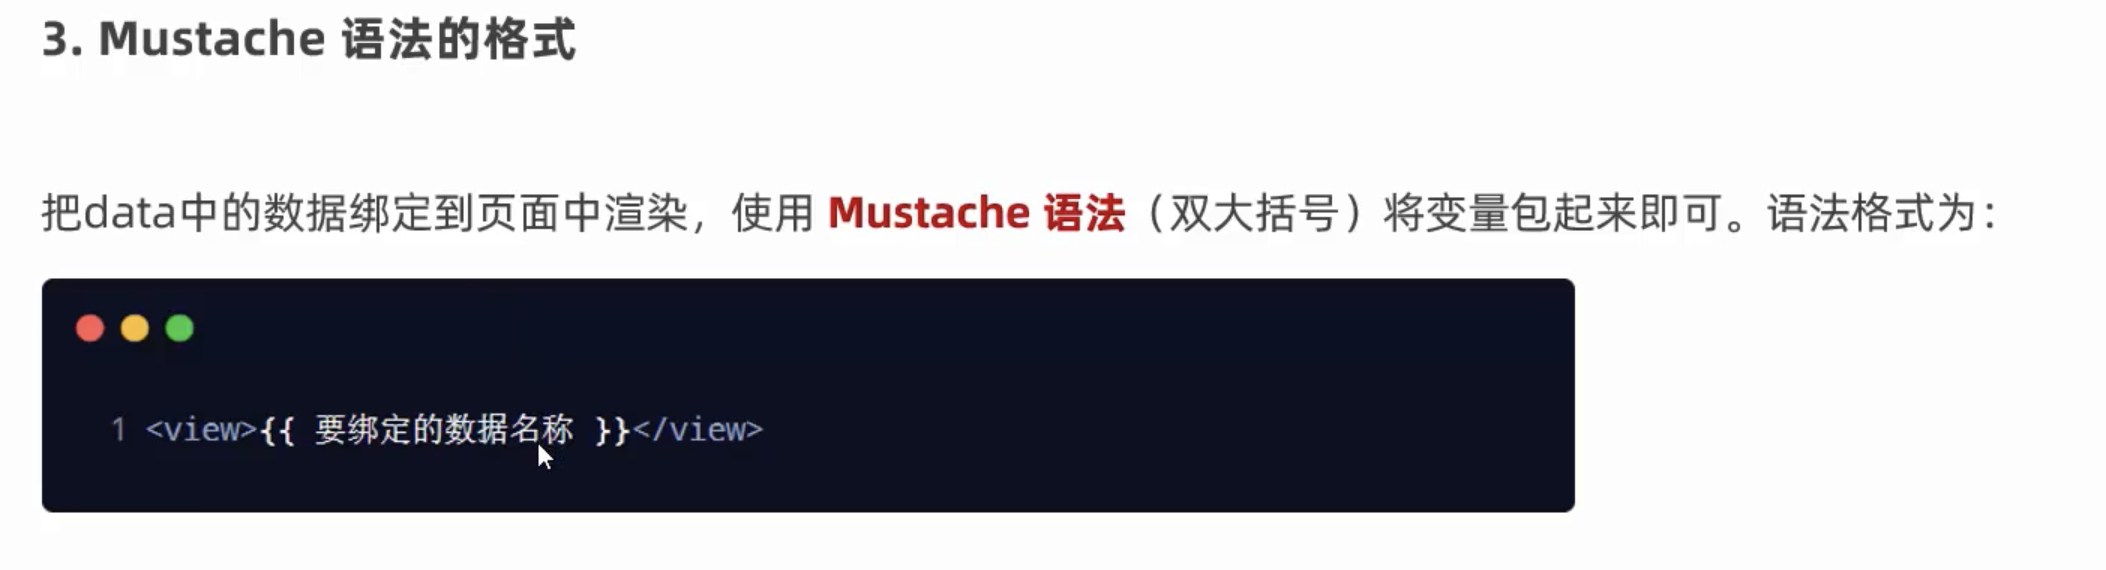 3. Mustache 语法的格式
把data中的数据绑定到页面中渲染，使用 Mustache 语法（双大括号）将变量包起来即可。语法格式为：
1 <view>{{ 要绑定的数据名称 }}</view>